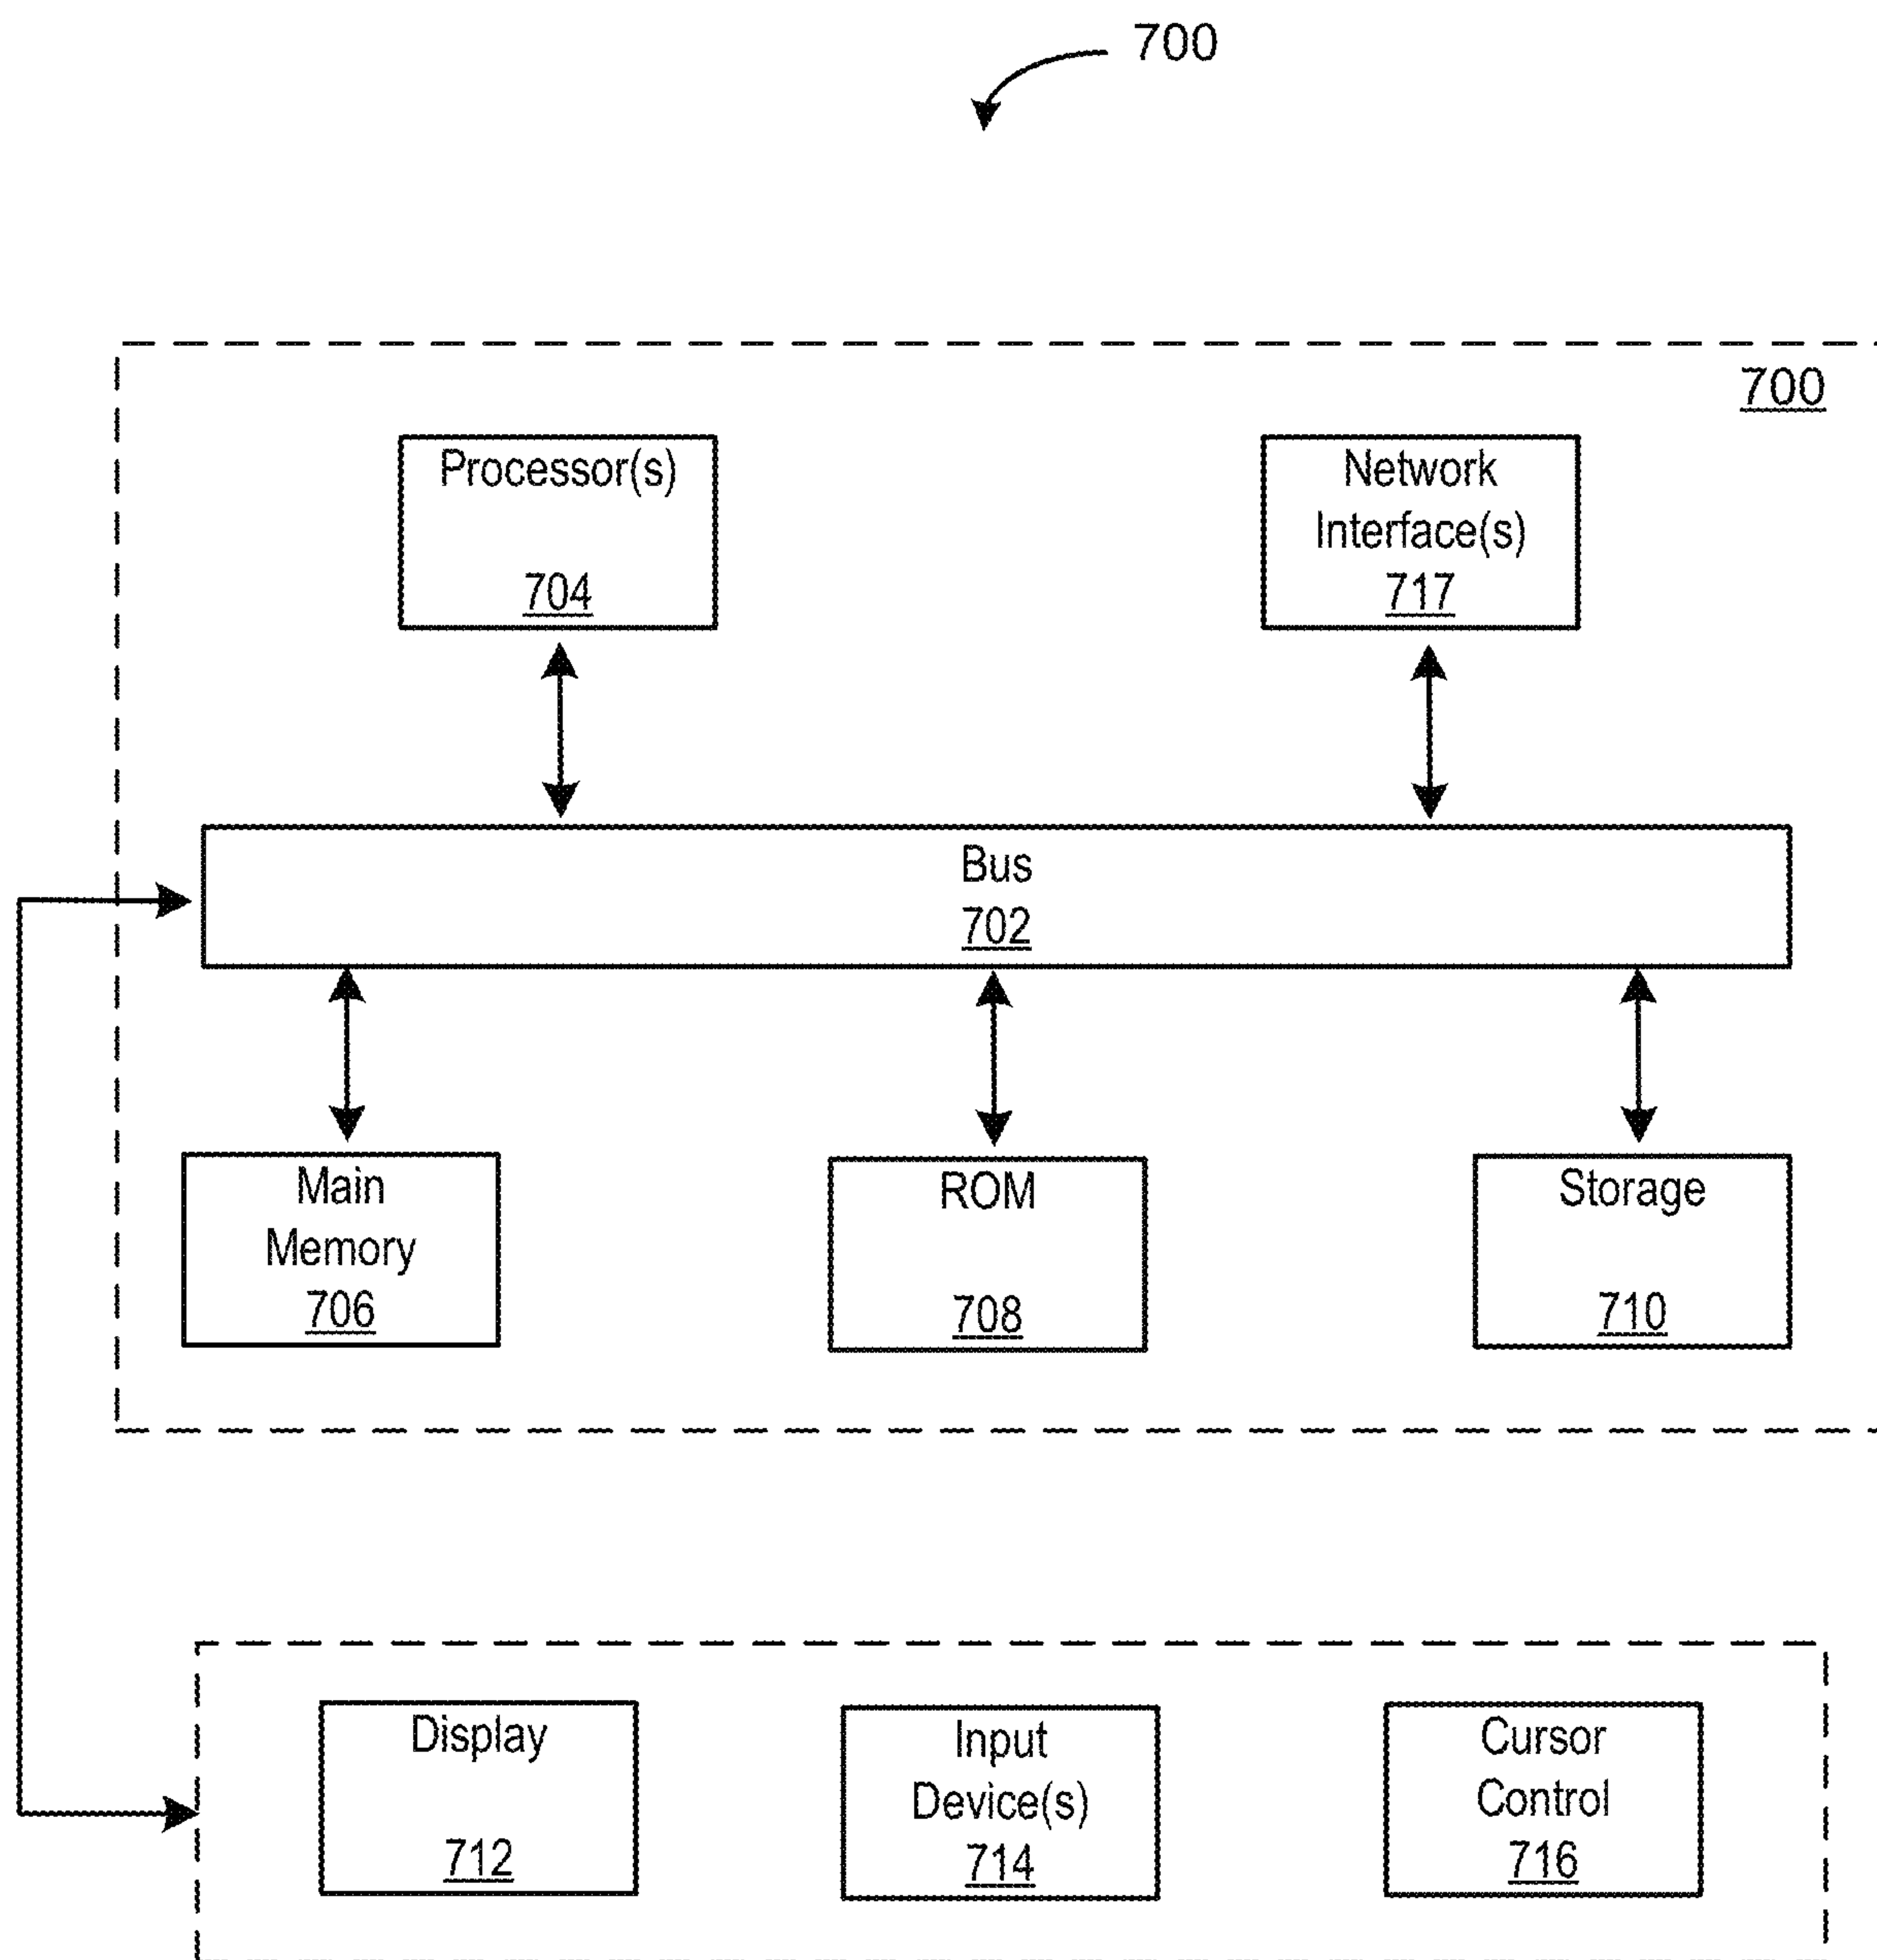 700
700
Processor(s)
704
Network
Interface(s)
717
Bus
702
Main
Memory
706
ROM
708
Storage
710
Display
712
Input
Device(s)
714
Cursor
Control
716